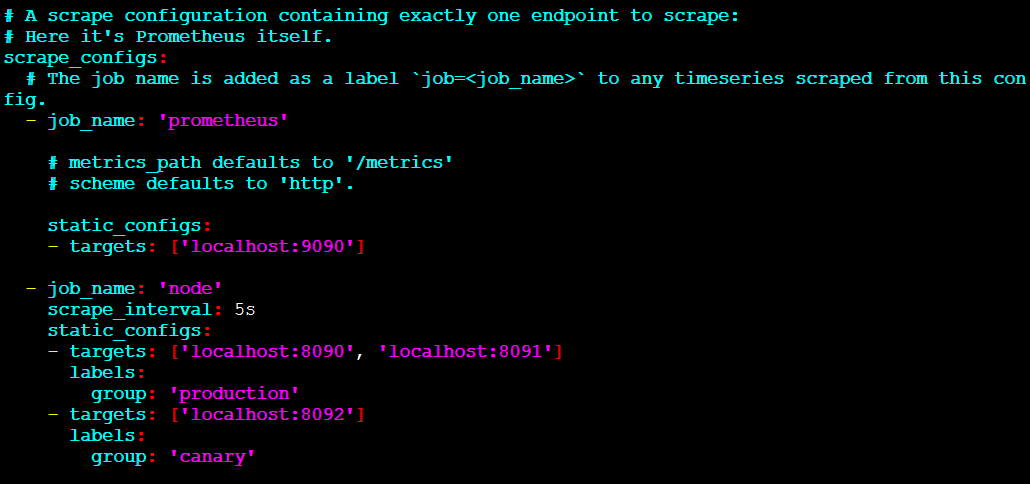 # A scrape configuration containing exactly one endpoint to scrape:
# Here it's Prometheus itself.
scrape_configs:
  # The job name is added as a label `job=<job_name>` to any timeseries scraped from this con
fig.
  - job_name: 'prometheus'

    # metrics_path defaults to '/metrics'
    # scheme defaults to 'http'.

    static_configs:
    - targets: ['localhost:9090']

  - job_name: 'node'
    scrape_interval: 5s
    static_configs:
    - targets: ['localhost:8090', 'localhost:8091']
      labels:
        group: 'production'
    - targets: ['localhost:8092']
      labels:
        group: 'canary'